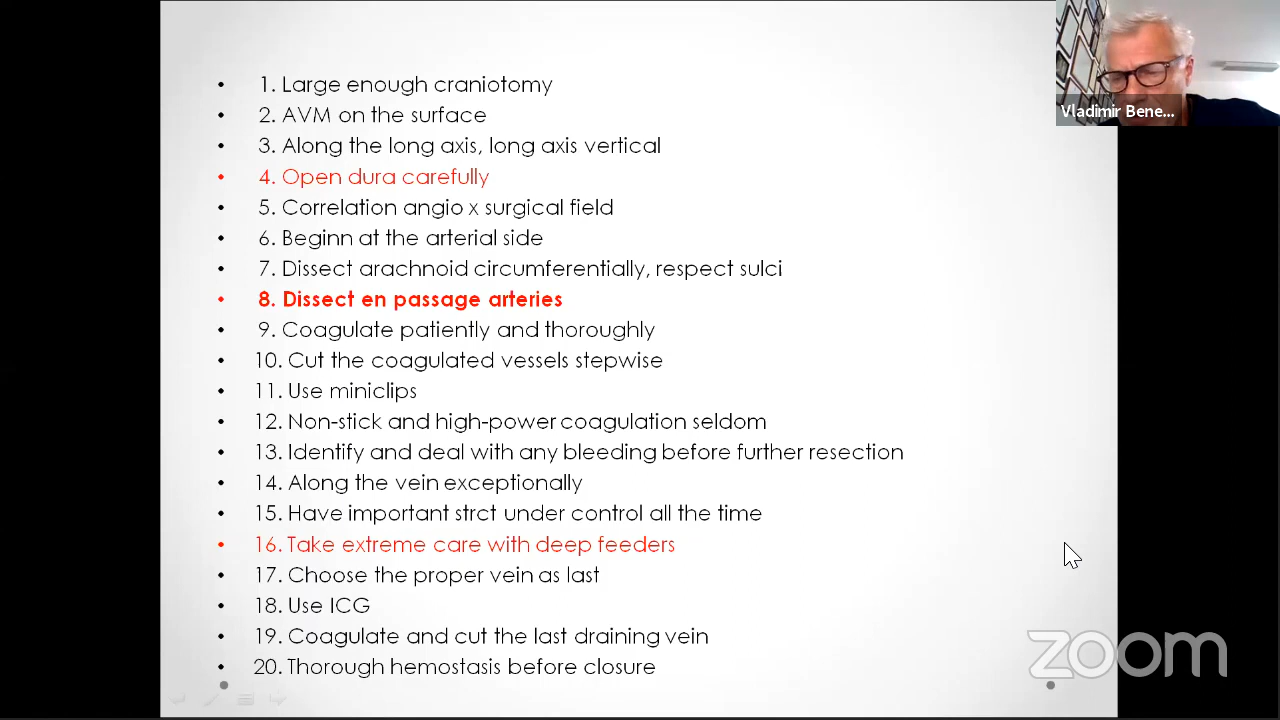 • 1. Large enough craniotomy
• 2. AVM on the surface
• 3. Along the long axis, long axis vertical
• 4. Open dura carefully
• 5. Correlation angio x surgical field
• 6. Beginn at the arterial side
• 7. Dissect arachnoid circumferentially, respect sulci
• 8. Dissect en passage arteries
• 9. Coagulate patiently and thoroughly
• 10. Cut the coagulated vessels stepwise
• 11. Use miniclips
• 12. Non-stick and high-power coagulation seldom
• 13. Identify and deal with any bleeding before further resection
• 14. Along the vein exceptionally
• 15. Have important strct under control all the time
• 16. Take extreme care with deep feeders
• 17. Choose the proper vein as last
• 18. Use ICG
• 19. Coagulate and cut the last draining vein
• 20. Thorough hemostasis before closure
Vladimir Bene...
zoom